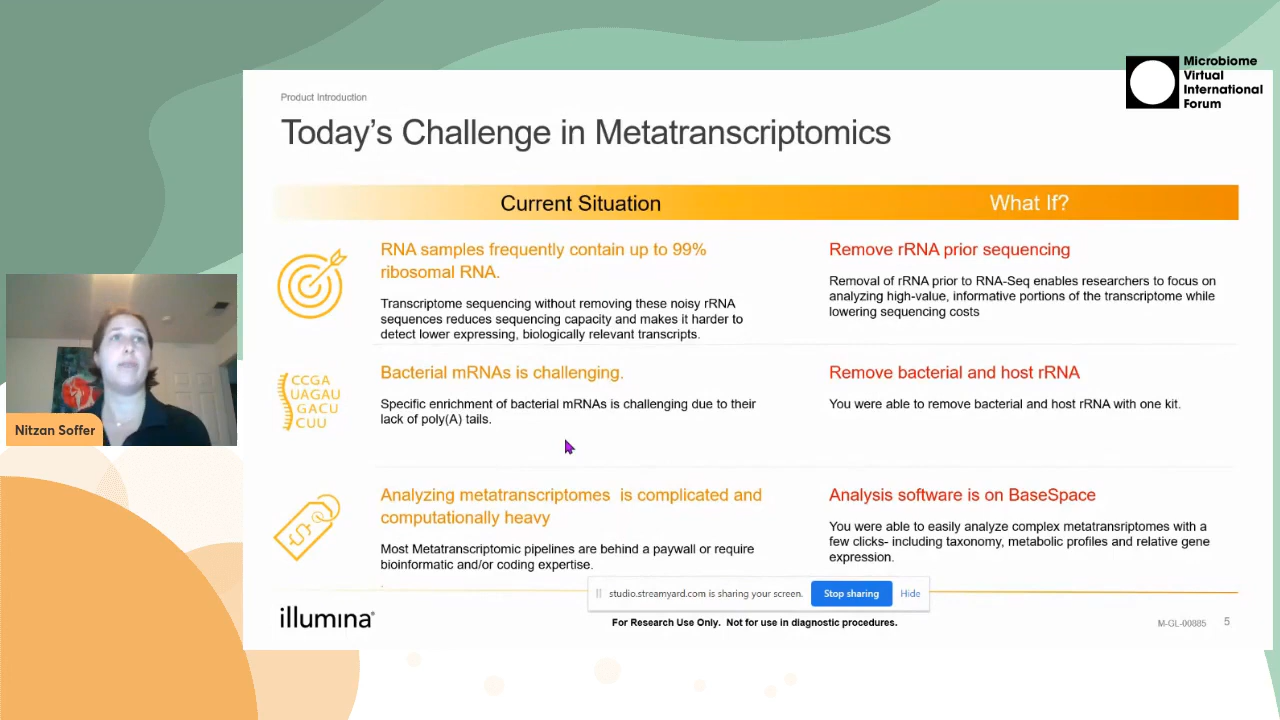 Microbiome
Virtual
International
Forum
Product Introduction
Today's Challenge in Metatranscriptomics
Current Situation
What If?
RNA samples frequently contain up to 99%
ribosomal RNA.
Transcriptome sequencing without removing these noisy rRNA
sequences reduces sequencing capacity and makes it harder to
detect lower expressing, biologically relevant transcripts.
Remove rRNA prior sequencing
Removal of rRNA prior to RNA-Seq enables researchers to focus on
analyzing high-value, informative portions of the transcriptome while
lowering sequencing costs
CCGA
UAGAU
GACU
CUU
Bacterial mRNAs is challenging.
Specific enrichment of bacterial mRNAs is challenging due to their
lack of poly(A) tails.
Remove bacterial and host rRNA
You were able to remove bacterial and host rRNA with one kit.
Nitzan Soffer
$
Analyzing metatranscriptomes is complicated and
computationally heavy
Most Metatranscriptomic pipelines are behind a paywall or require
bioinformatic and/or coding expertise.
.
Analysis software is on BaseSpace
You were able to easily analyze complex metatransriptomes with a
few clicks- including taxonomy, metabolic profiles and relative gene
expression.
studio.streamyard.com is sharing your screen.
Stop sharing
Hide
illumina®
For Research Use Only. Not for use in diagnostic procedures.
M-GL-00885
5